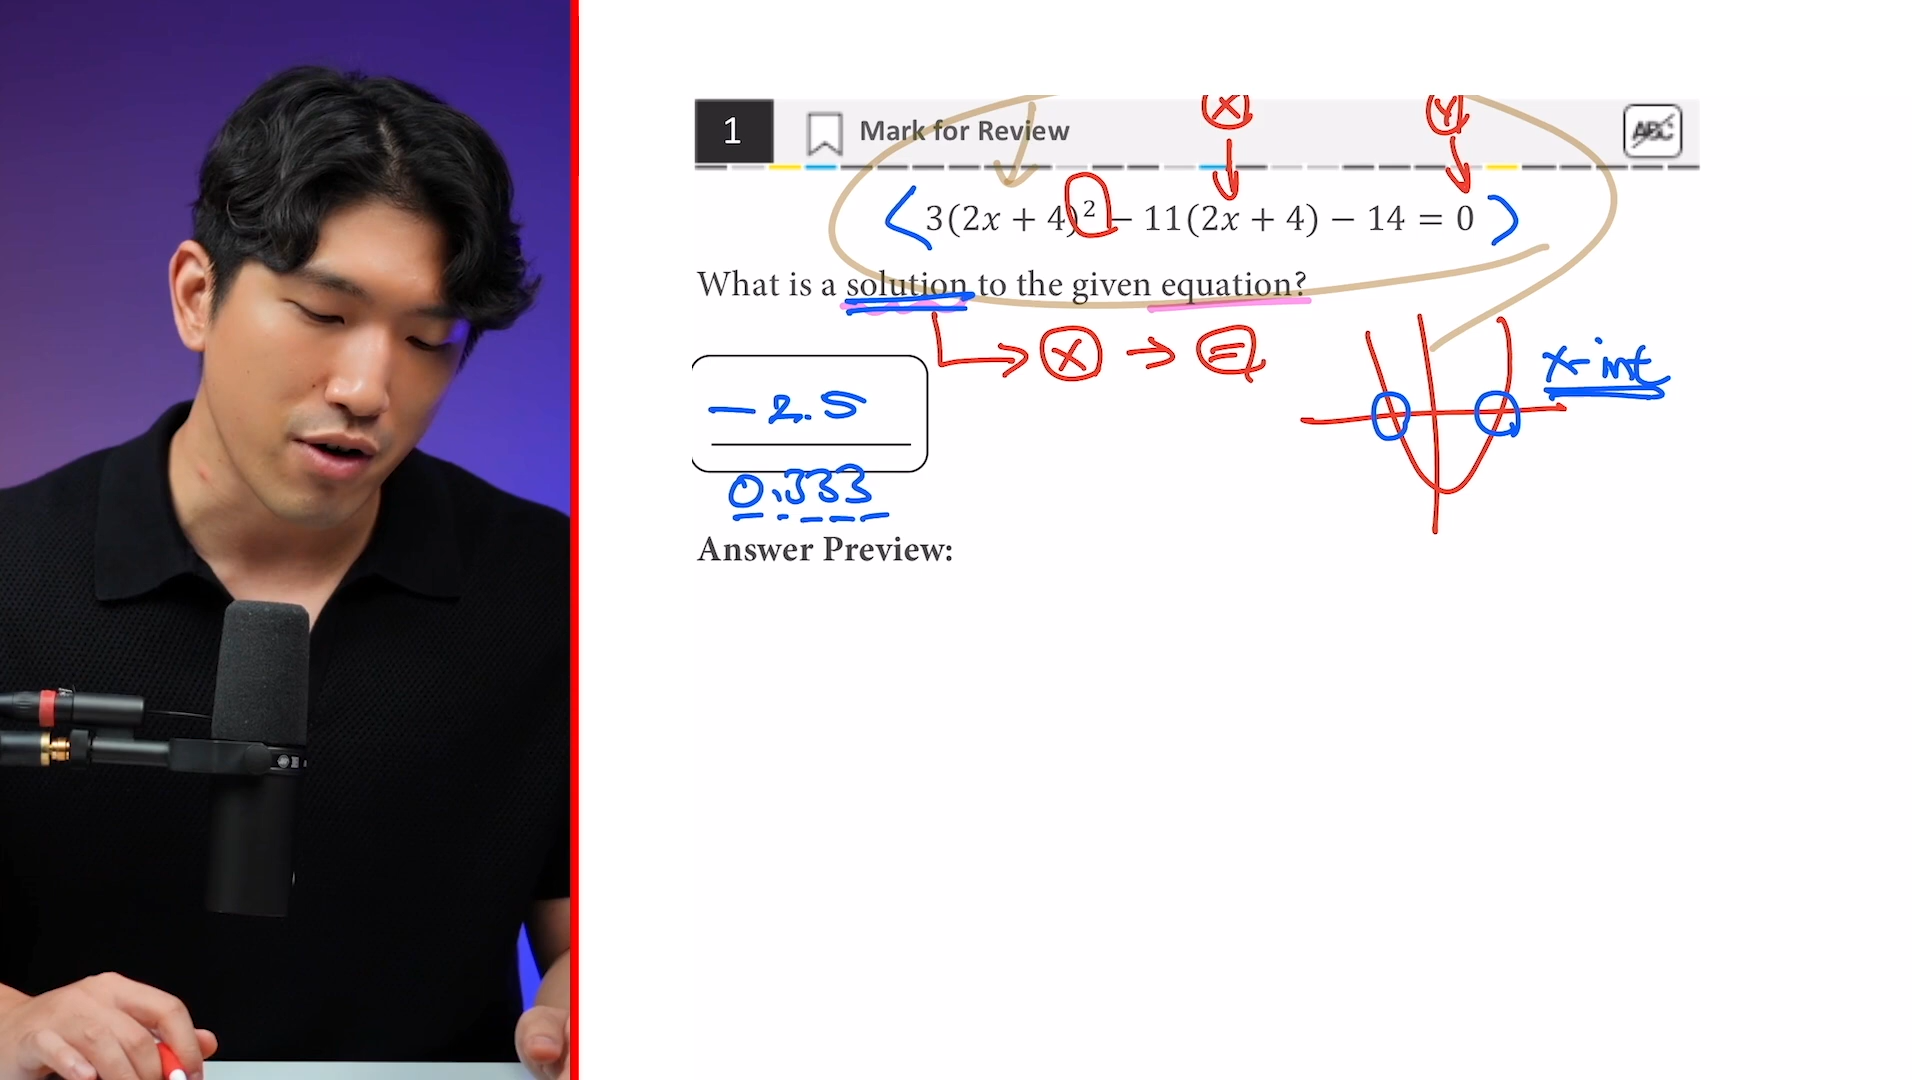 1 Mark for Review ABC
X Y
3(2x + 4)² − 11(2x + 4) − 14 = 0
What is a solution to the given equation?
→ X → =
x-int
−2.5
0.333
Answer Preview: